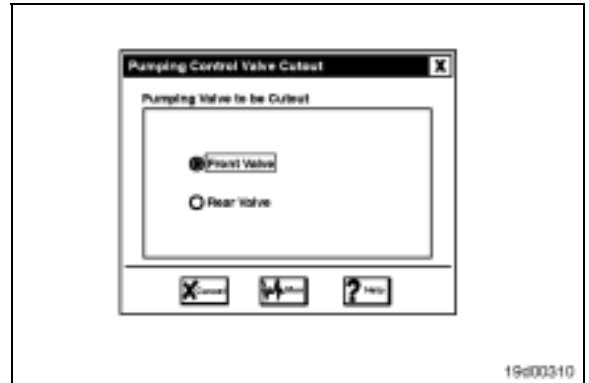 Pumping Control Valve Cutout X
Pumping Valve to be Cutout
Front Valve
Rear Valve
Cancel Help
19d00310